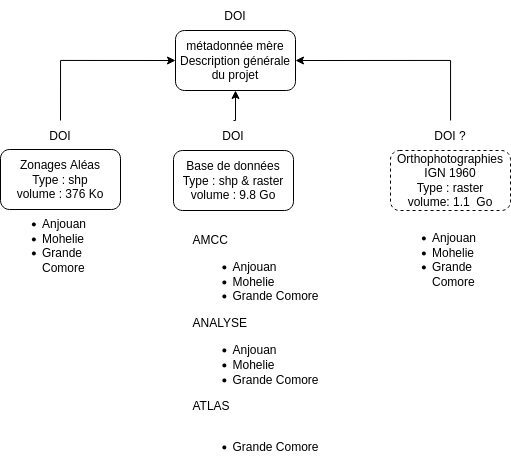 DOI
métadonnée mère
Description générale
du projet
DOI
Zonages Aléas
Type : shp
volume : 376 Ko
• Anjouan
• Mohelie
• Grande
Comore
DOI
Base de données
Type : shp & raster
volume : 9.8 Go
AMCC
• Anjouan
• Mohelie
• Grande Comore
ANALYSE
• Anjouan
• Mohelie
• Grande Comore
ATLAS
• Grande Comore
DOI ?
Orthophotographies
IGN 1960
Type : raster
volume: 1.1 Go
• Anjouan
• Mohelie
• Grande
Comore